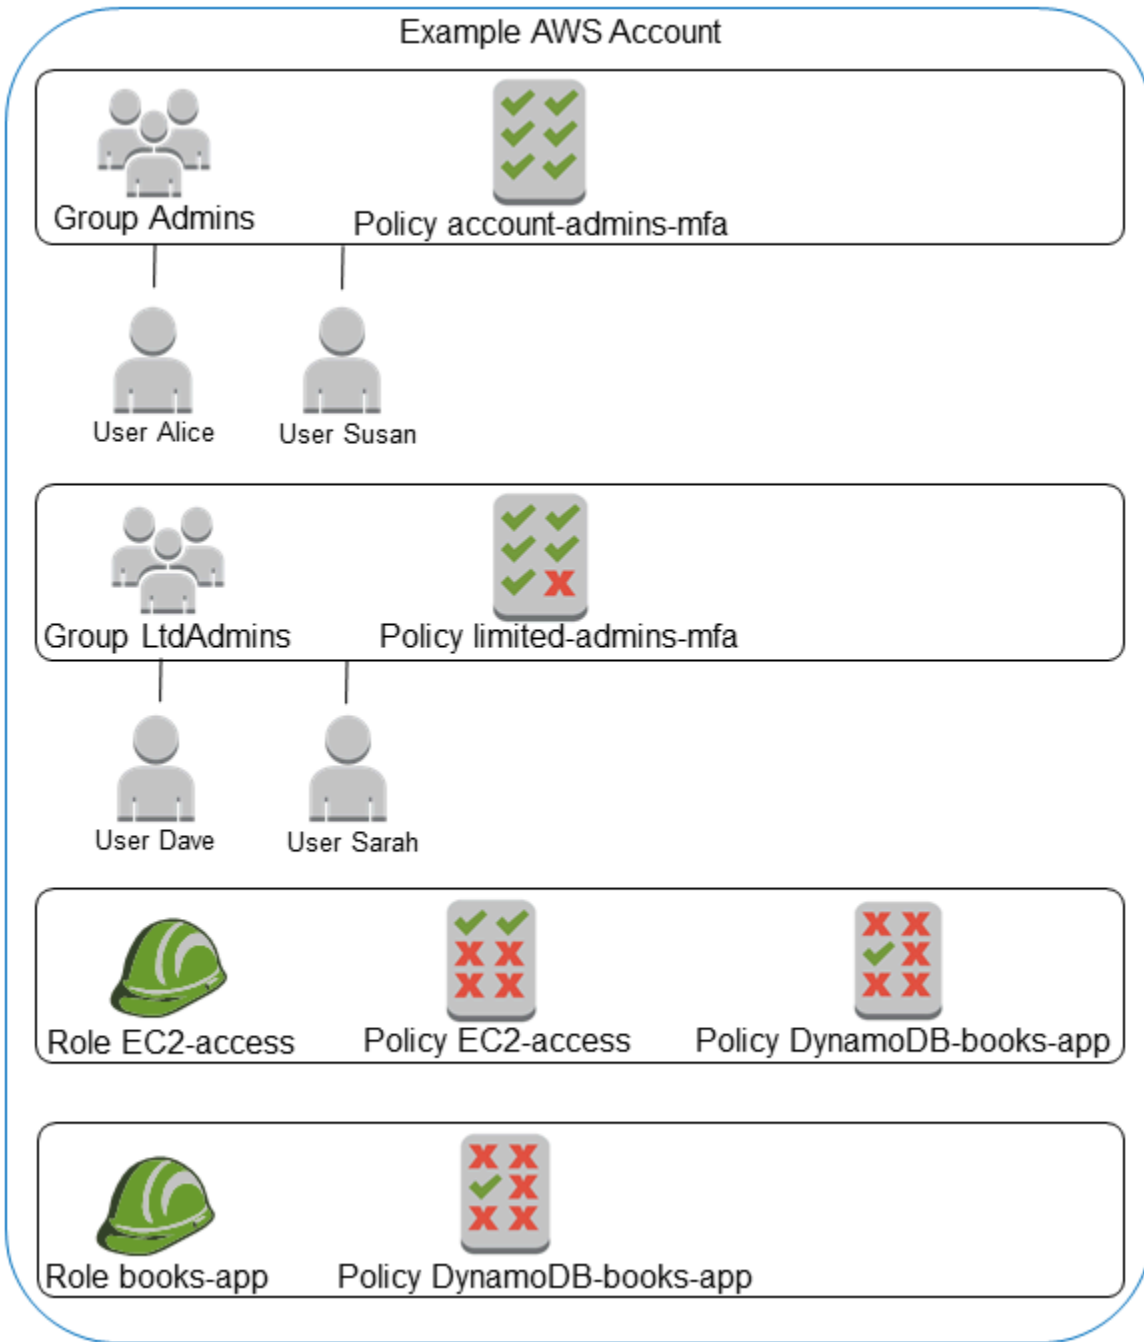 Example AWS Account
Group Admins
Policy account-admins-mfa
User Alice
User Susan
Group LtdAdmins
Policy limited-admins-mfa
User Dave
User Sarah
Role EC2-access
Policy EC2-access
Policy DynamoDB-books-app
Role books-app
Policy DynamoDB-books-app